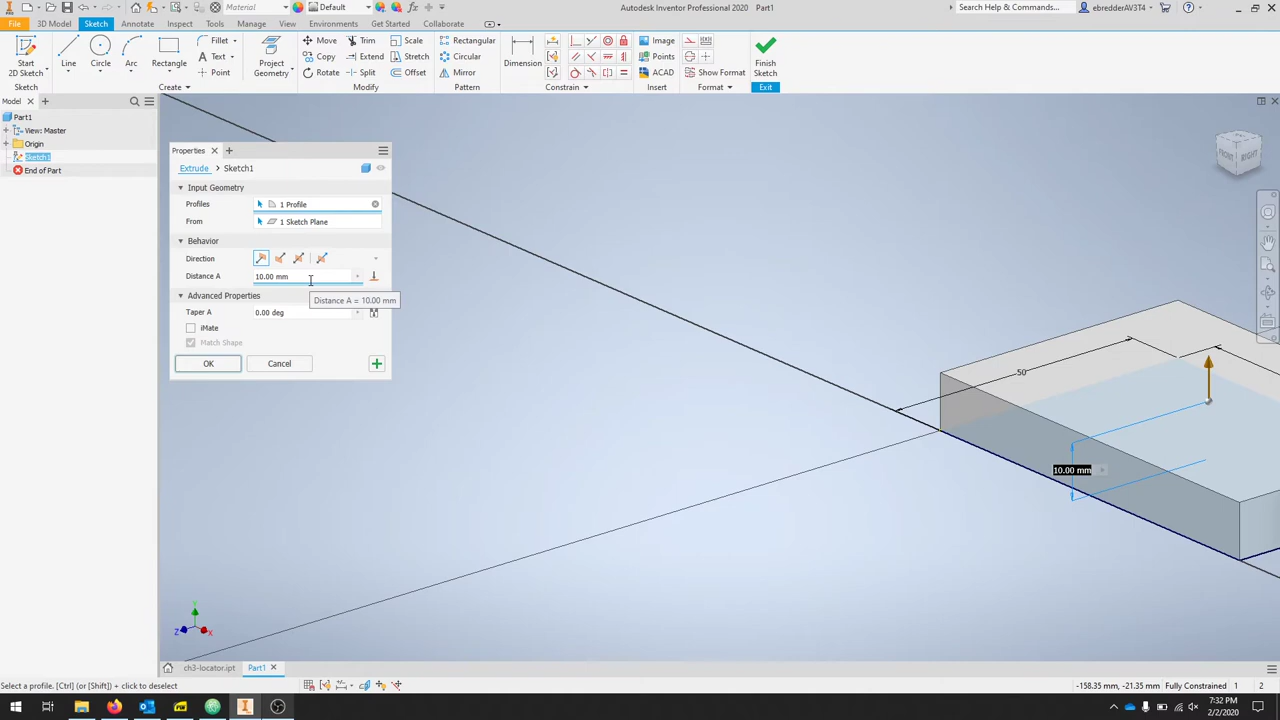 Material
Default
Autodesk Inventor Professional 2020 Part1
Search Help & Commands...
ebredderAV3T4
File
3D Model
Sketch
Annotate
Inspect
Tools
Manage
View
Environments
Get Started
Collaborate
Start
2D Sketch
Line
Circle
Arc
Rectangle
Fillet
Text
Point
Project
Geometry
Move
Copy
Rotate
Trim
Extend
Split
Scale
Stretch
Offset
Rectangular
Circular
Mirror
Dimension
Image
Points
ACAD
Show Format
Finish
Sketch
Sketch
Create
Modify
Pattern
Constrain
Insert
Format
Exit
Model
Part1
View: Master
Origin
Sketch1
End of Part
Properties
Extrude > Sketch1
Input Geometry
Profiles
1 Profile
From
1 Sketch Plane
Behavior
Direction
Distance A
10.00 mm
Advanced Properties
Distance A = 10.00 mm
Taper A
0.00 deg
iMate
Match Shape
OK
Cancel
FRONT
RIGHT
50
10.00 mm
Y
Z
X
ch3-locator.ipt
Part1
Select a profile. [Ctrl] (or [Shift]) + click to deselect
-158.35 mm, -21.35 mm
Fully Constrained
1
2
7:32 PM
2/2/2020